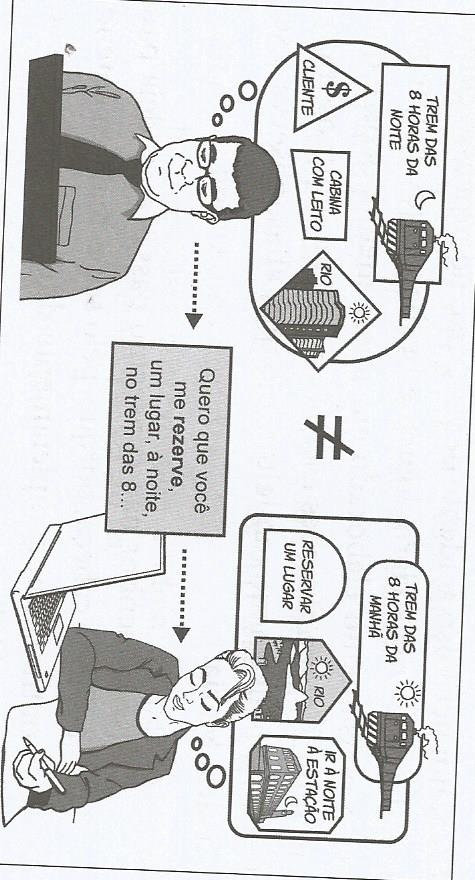 TREM DAS
8 HORAS DA
NOITE
$
CLIENTE
CABINA
COM LEITO
RIO
≠
TREM DAS
8 HORAS DA
MANHÃ
RESERVAR
UM LUGAR
RIO
IR À NOITE
À ESTAÇÃO
Quero que você
me rezerve,
um lugar, à noite,
no trem das 8...